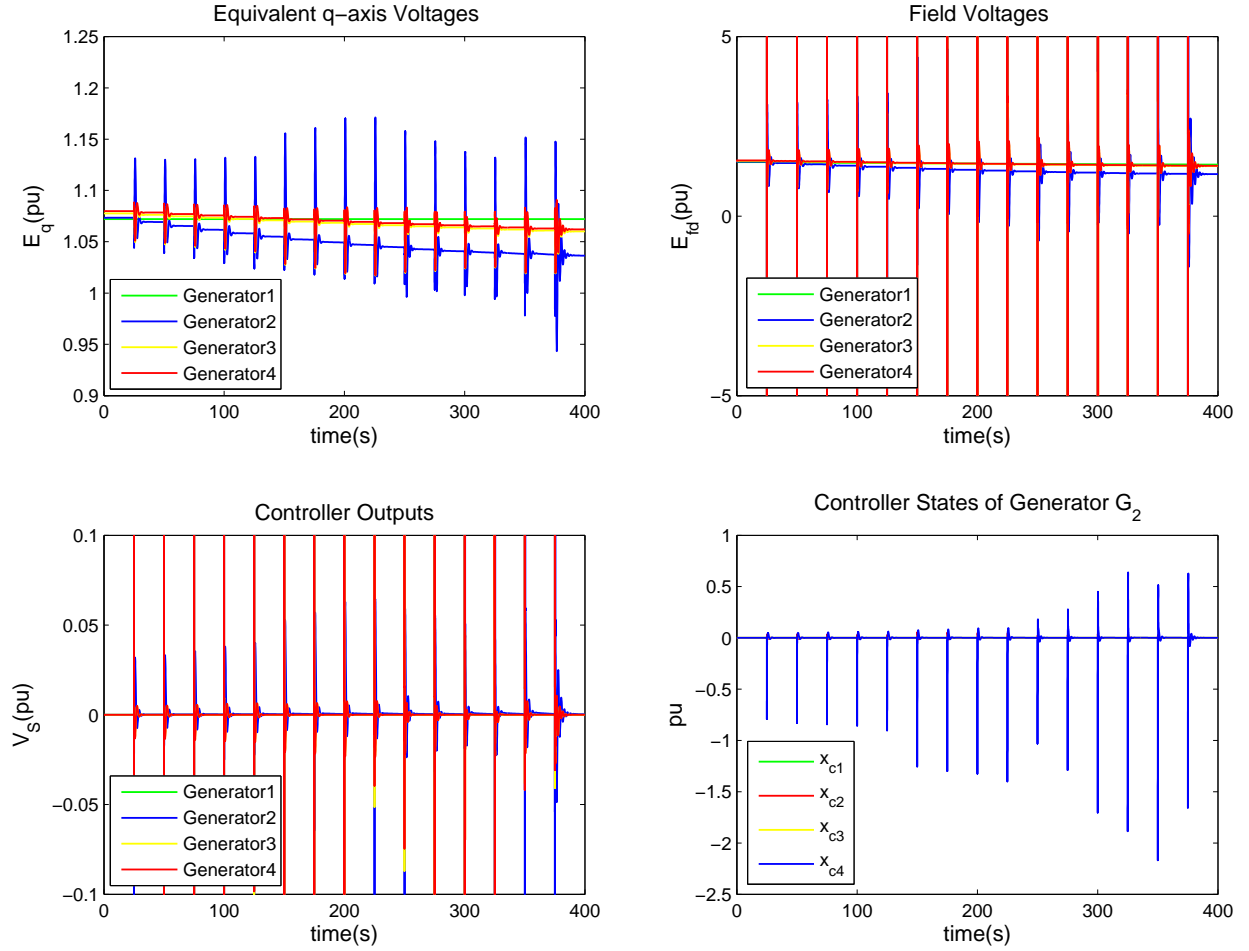 Equivalent q−axis Voltages
1.25
1.2
1.15
1.1
1.05
1
0.95
0.9
E_q(pu)
Generator1
Generator2
Generator3
Generator4
0 100 200 300 400
time(s)
Field Voltages
5
0
−5
E_fd(pu)
Generator1
Generator2
Generator3
Generator4
0 100 200 300 400
time(s)
Controller Outputs
0.1
0.05
0
−0.05
−0.1
V_S(pu)
Generator1
Generator2
Generator3
Generator4
0 100 200 300 400
time(s)
Controller States of Generator G_2
1
0.5
0
−0.5
−1
−1.5
−2
−2.5
pu
x_c1
x_c2
x_c3
x_c4
0 100 200 300 400
time(s)